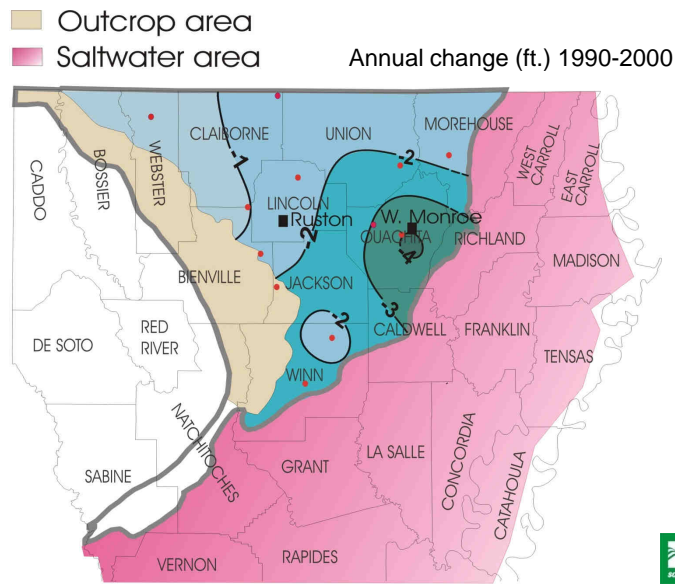 Outcrop area
Saltwater area
Annual change (ft.) 1990-2000
CADDO
BOSSIER
WEBSTER
CLAIBORNE
UNION
MOREHOUSE
WEST
CARROLL
EAST
CARROLL
-1
-2
LINCOLN
Ruston
-2
W. Monroe
OUACHITA
-4
RICHLAND
MADISON
BIENVILLE
JACKSON
-3
DE SOTO
RED
RIVER
-2
CALDWELL
FRANKLIN
TENSAS
WINN
NATCHITOCHES
SABINE
GRANT
LA SALLE
CONCORDIA
CATAHOULA
VERNON
RAPIDES